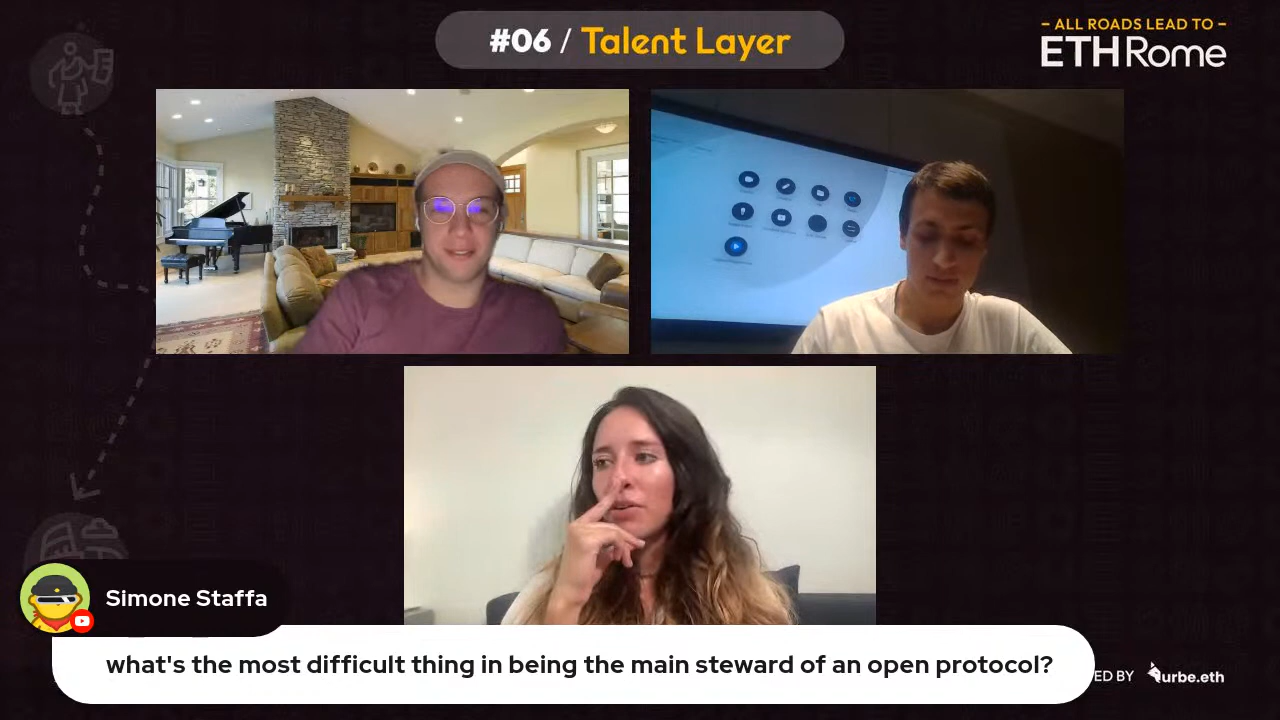 #06 / Talent Layer
- ALL ROADS LEAD TO -
ETHRome
Simone Staffa
what's the most difficult thing in being the main steward of an open protocol?
ED BY
urbe.eth